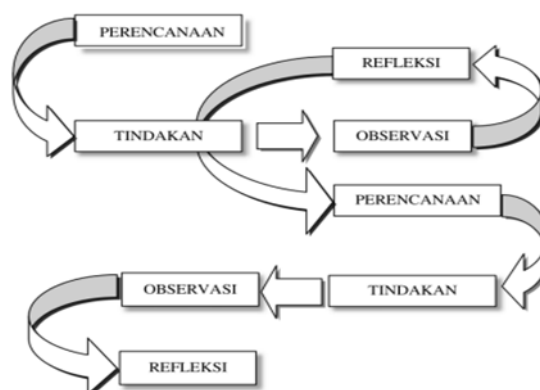 PERENCANAAN
REFLEKSI
TINDAKAN
OBSERVASI
PERENCANAAN
OBSERVASI
TINDAKAN
REFLEKSI